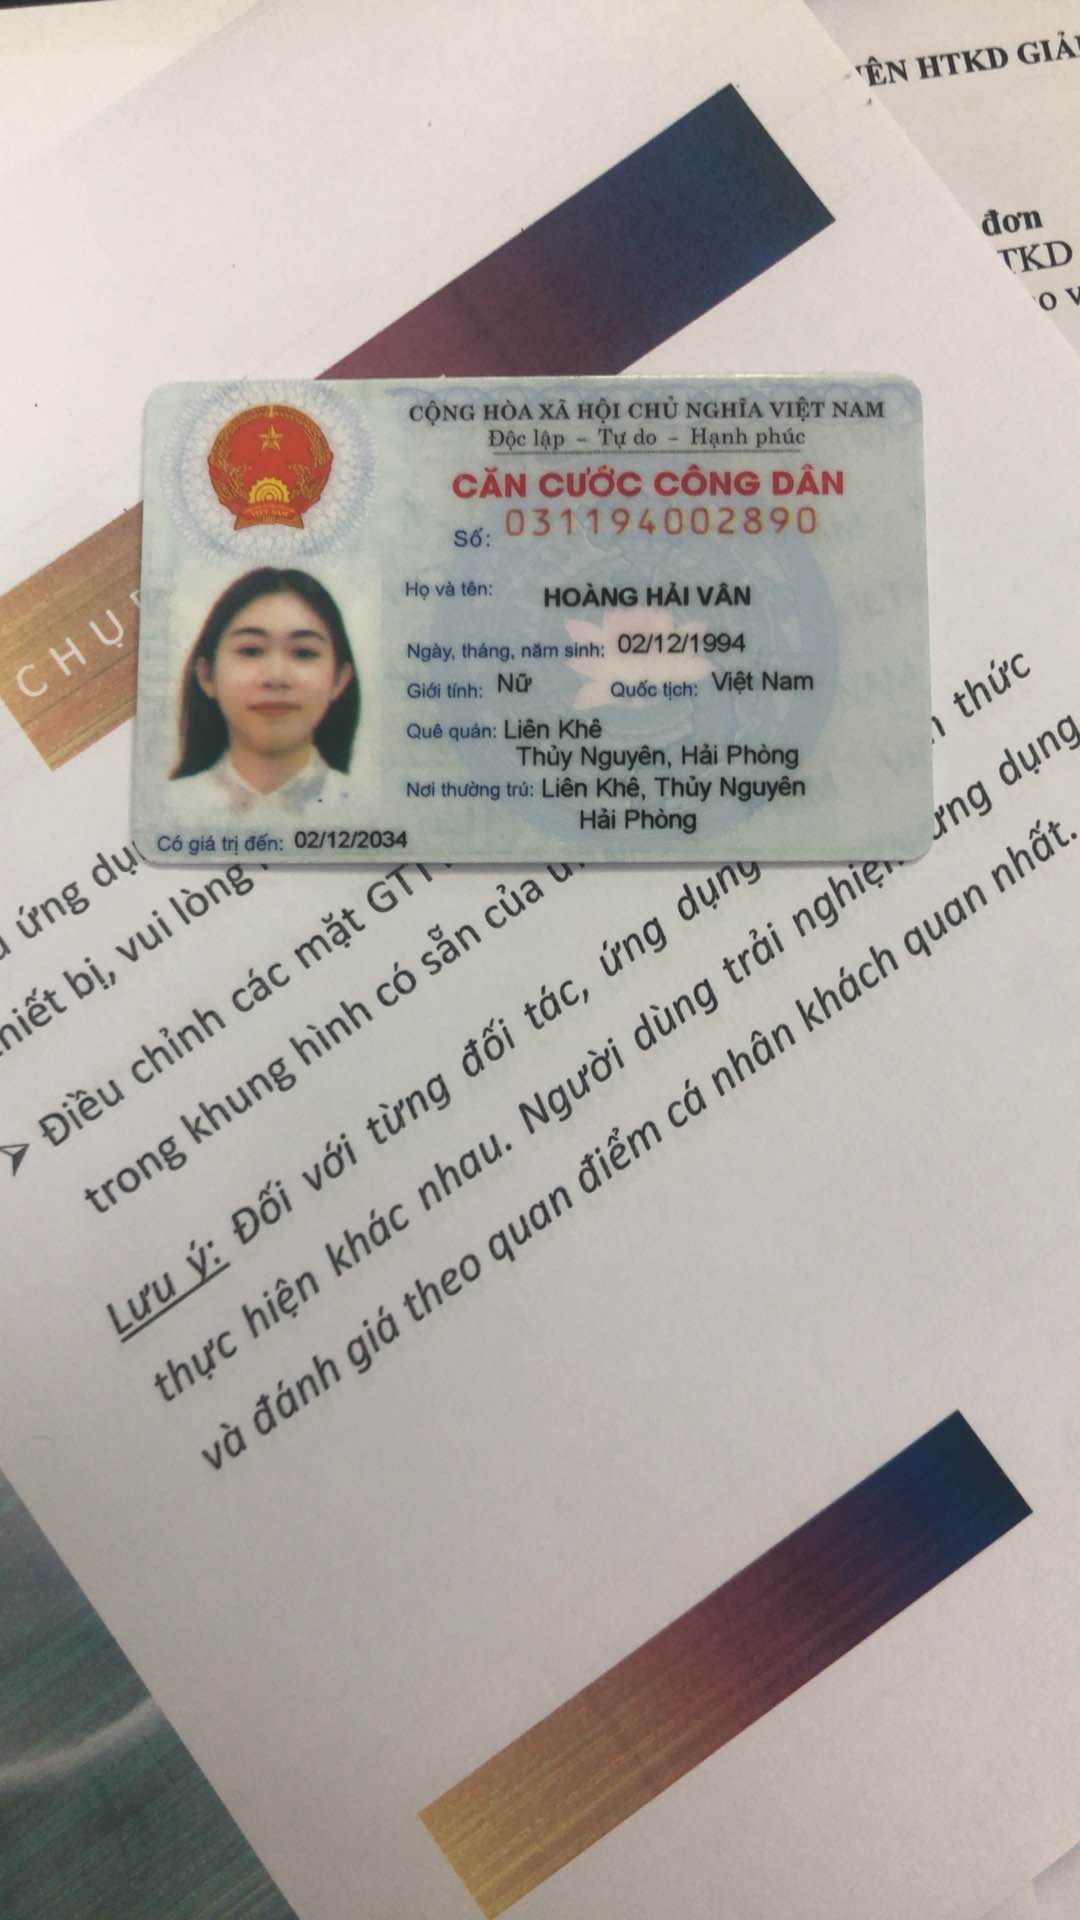 ÊN HTKD GIẢ
đơn
TKD
CỘNG HÒA XÃ HỘI CHỦ NGHĨA VIỆT NAM
Độc lập - Tự do - Hạnh phúc
CĂN CƯỚC CÔNG DÂN
Số: 031194002890
Họ và tên: HOÀNG HẢI VÂN
Ngày, tháng, năm sinh: 02/12/1994
Giới tính: Nữ Quốc tịch: Việt Nam
Quê quán: Liên Khê
Thủy Nguyên, Hải Phòng
Nơi thường trú: Liên Khê, Thủy Nguyên
Hải Phòng
Có giá trị đến: 02/12/2034
VIỆT NAM
CHỤ
thức
ứng dụ ứng dụng
thiết bị, vui lòng
➢ Điều chỉnh các mặt GTT
trong khung hình có sẵn của
Lưu ý: Đối với từng đối tác, ứng dụng
thực hiện khác nhau. Người dùng trải nghiệm
và đánh giá theo quan điểm cá nhân khách quan nhất.